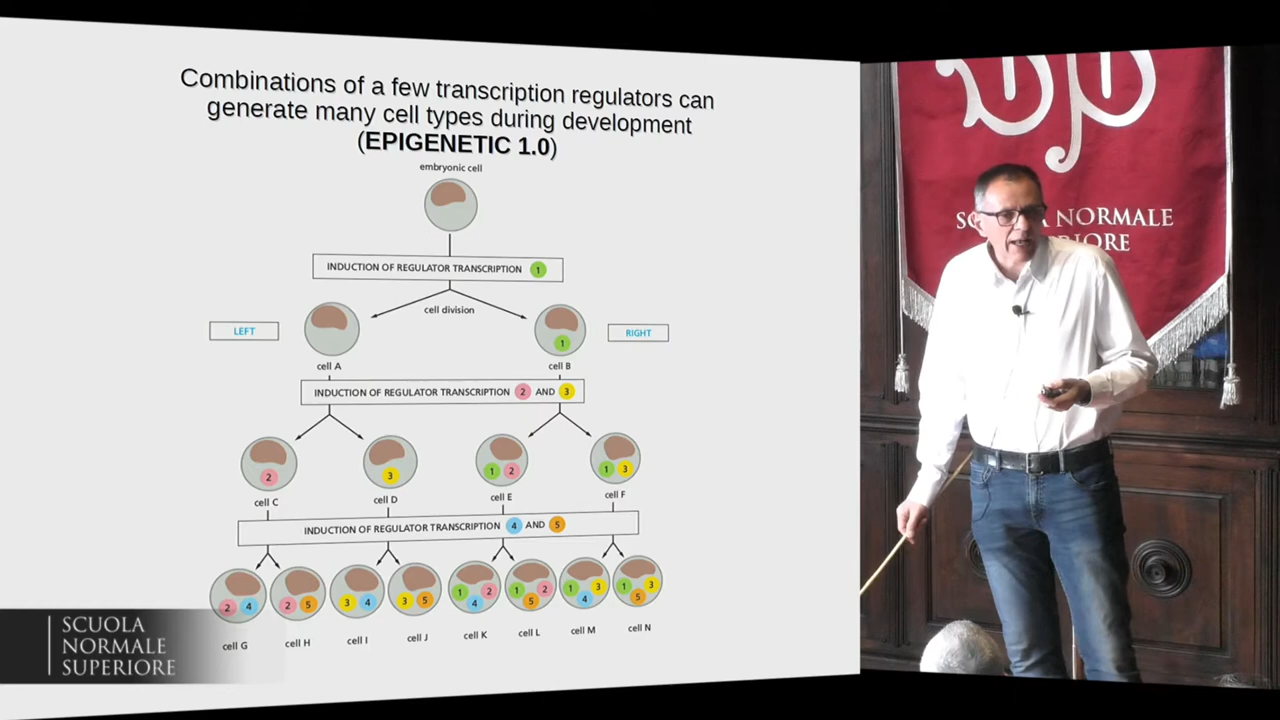 Combinations of a few transcription regulators can
generate many cell types during development
(EPIGENETIC 1.0)
embryonic cell
INDUCTION OF REGULATOR TRANSCRIPTION 1
cell division
LEFT
RIGHT
1
cell A
cell B
INDUCTION OF REGULATOR TRANSCRIPTION 2 AND 3
2
3
1 2
1 3
cell C
cell D
cell E
cell F
INDUCTION OF REGULATOR TRANSCRIPTION 4 AND 5
2 4
2 5
3 4
3 5
1 2 4
1 2 5
1 3 4
1 3 5
cell G
cell H
cell I
cell J
cell K
cell L
cell M
cell N
SCUOLA
NORMALE
SUPERIORE
NORMALE